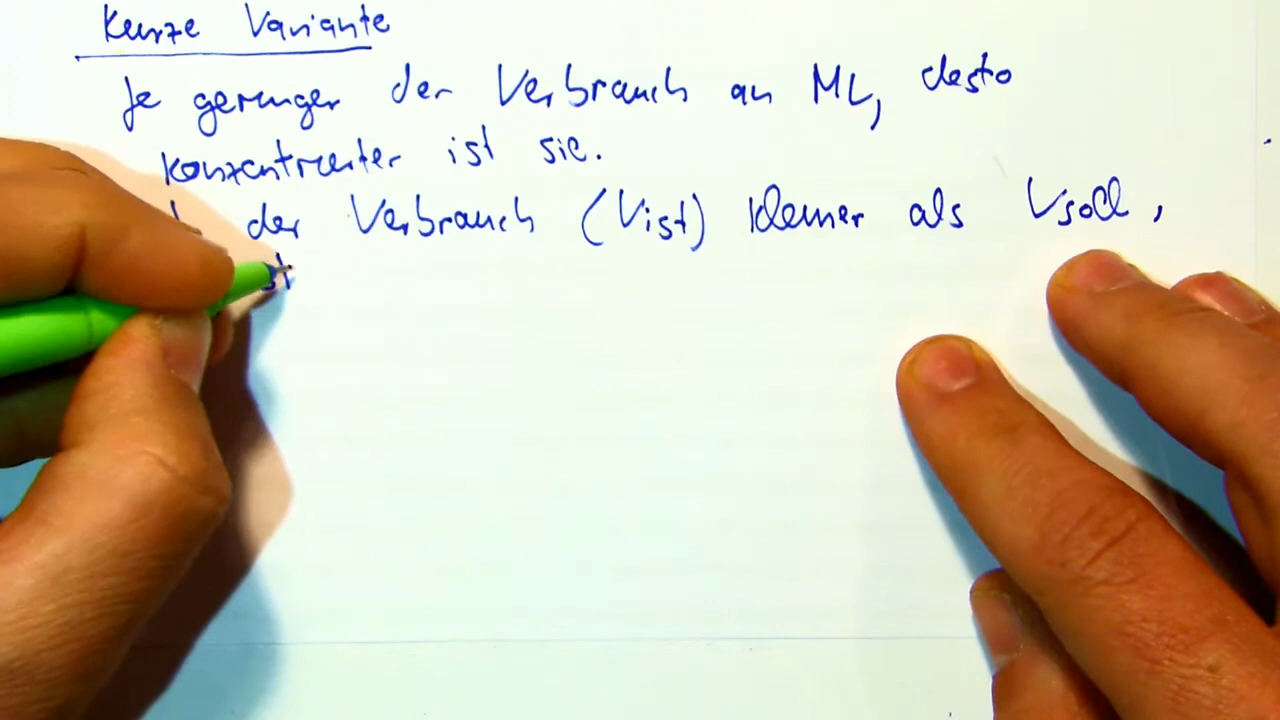 Kurze Variante
Je geringer der Verbrauch an ML, desto
konzentrierter ist sie.
der Verbrauch (Vist) kleiner als Vsoll,